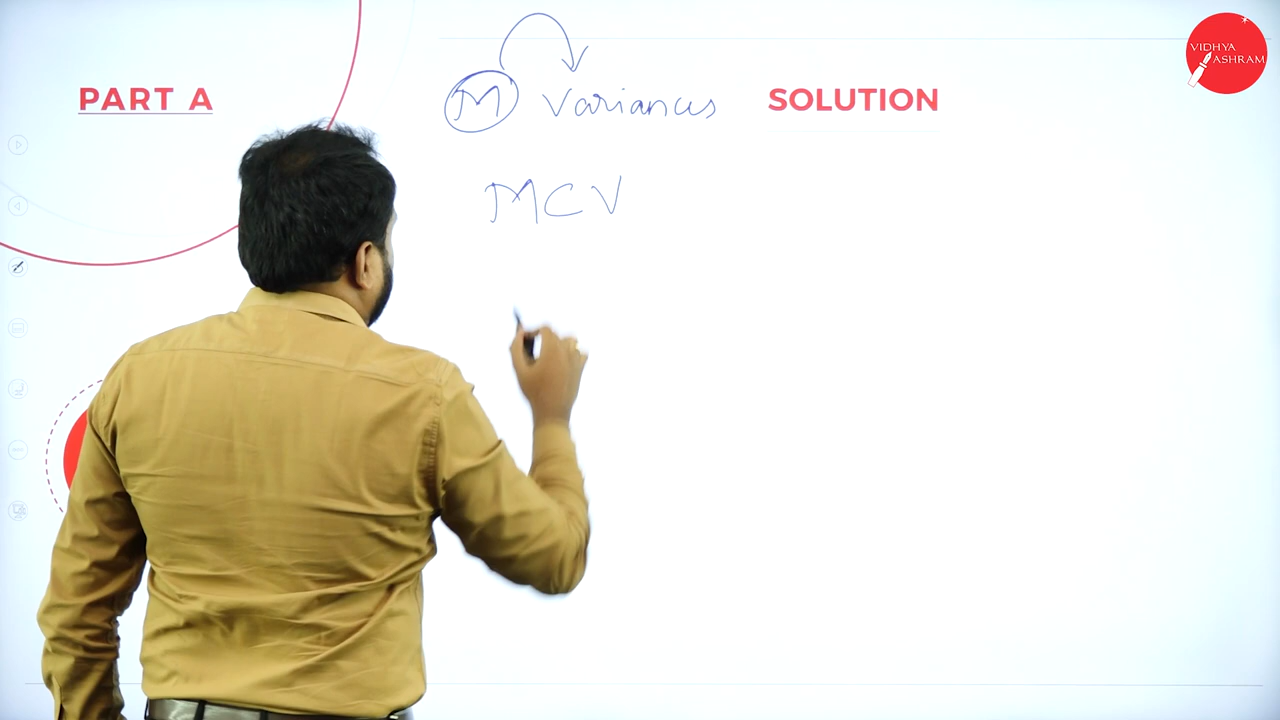 PART A
M Variances
SOLUTION
MCV
VIDHYA
ASHRAM